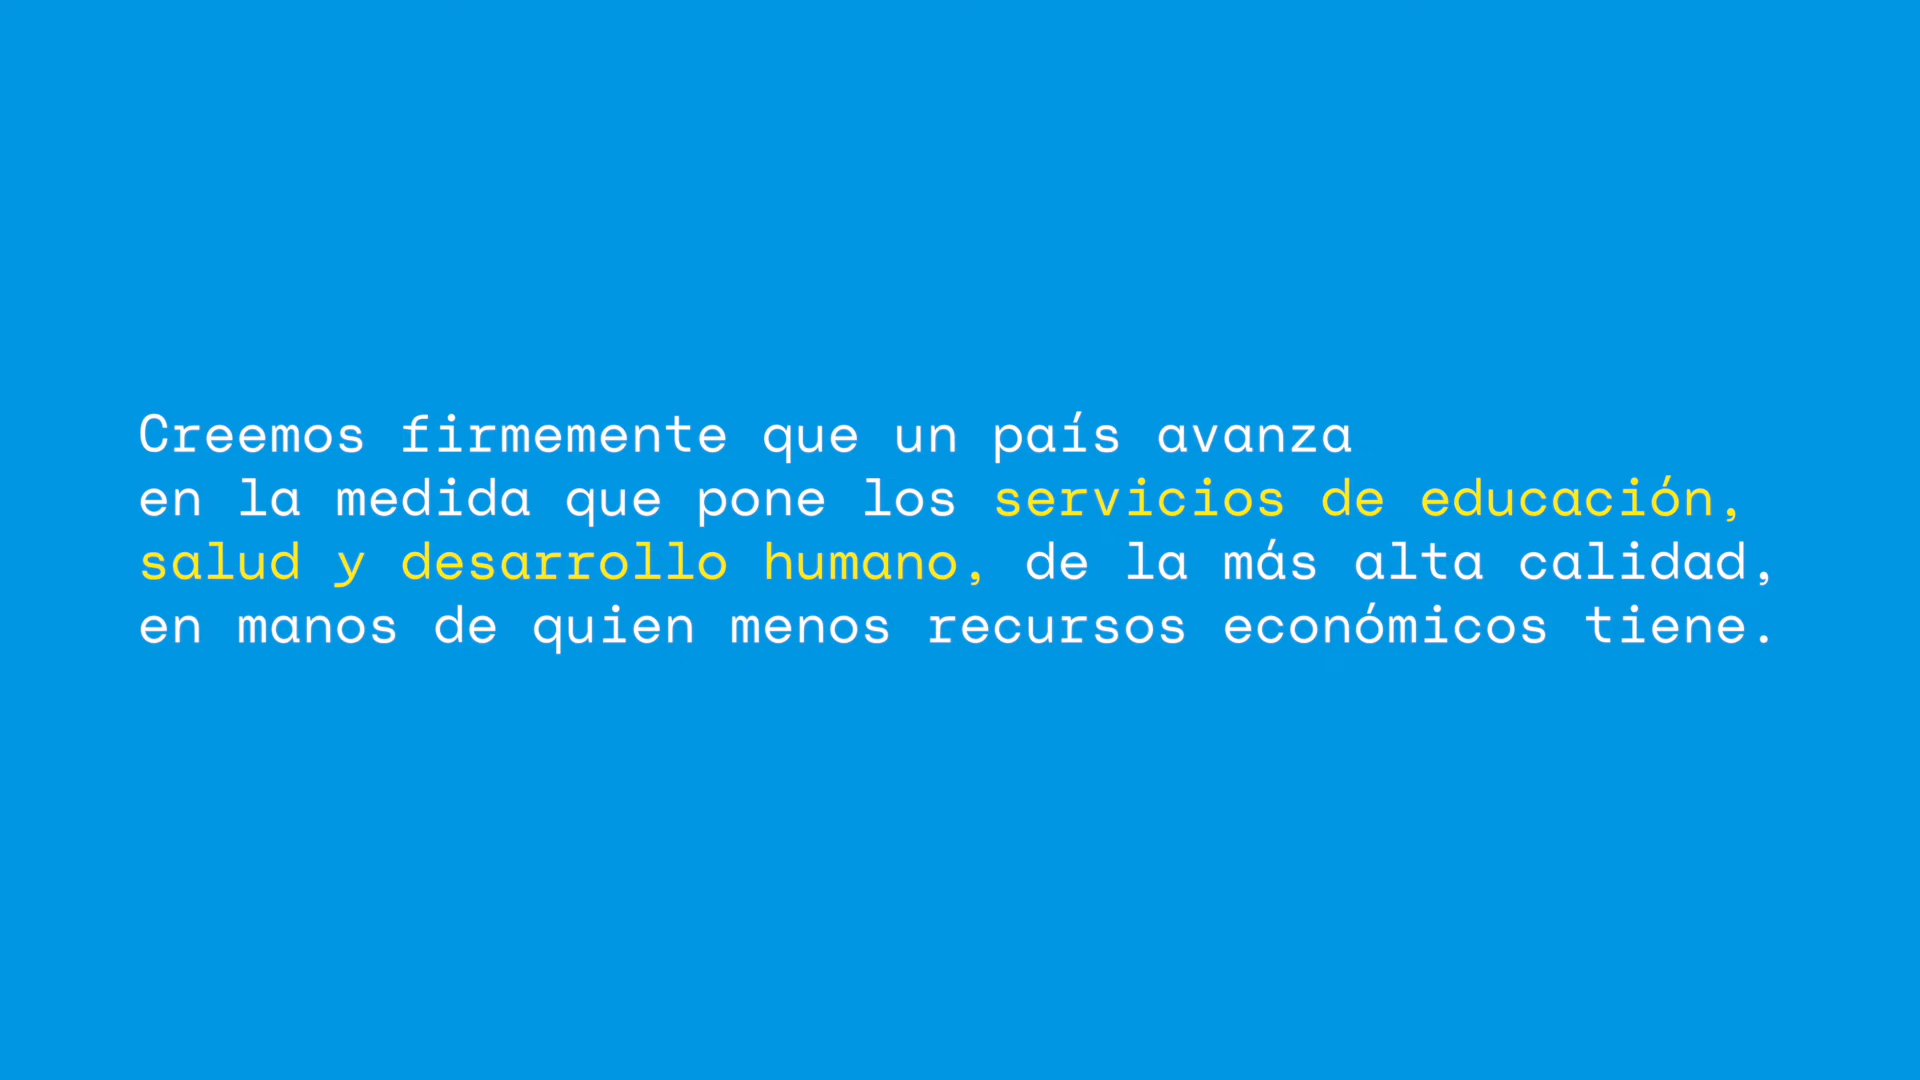 Creemos firmemente que un país avanza
en la medida que pone los servicios de educación,
salud y desarrollo humano, de la más alta calidad,
en manos de quien menos recursos económicos tiene.